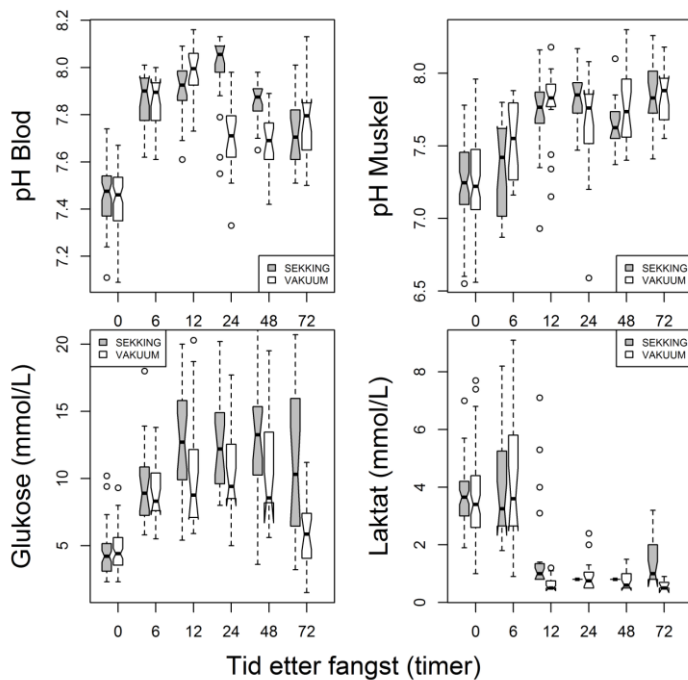 pH Blod
8.2
8.0
7.8
7.6
7.4
7.2
SEKKING
VAKUUM
0 6 12 24 48 72
pH Muskel
8.0
7.5
7.0
6.5
SEKKING
VAKUUM
0 6 12 24 48 72
Glukose (mmol/L)
20
15
10
5
SEKKING
VAKUUM
0 6 12 24 48 72
Laktat (mmol/L)
8
6
4
2
0
SEKKING
VAKUUM
0 6 12 24 48 72
Tid etter fangst (timer)